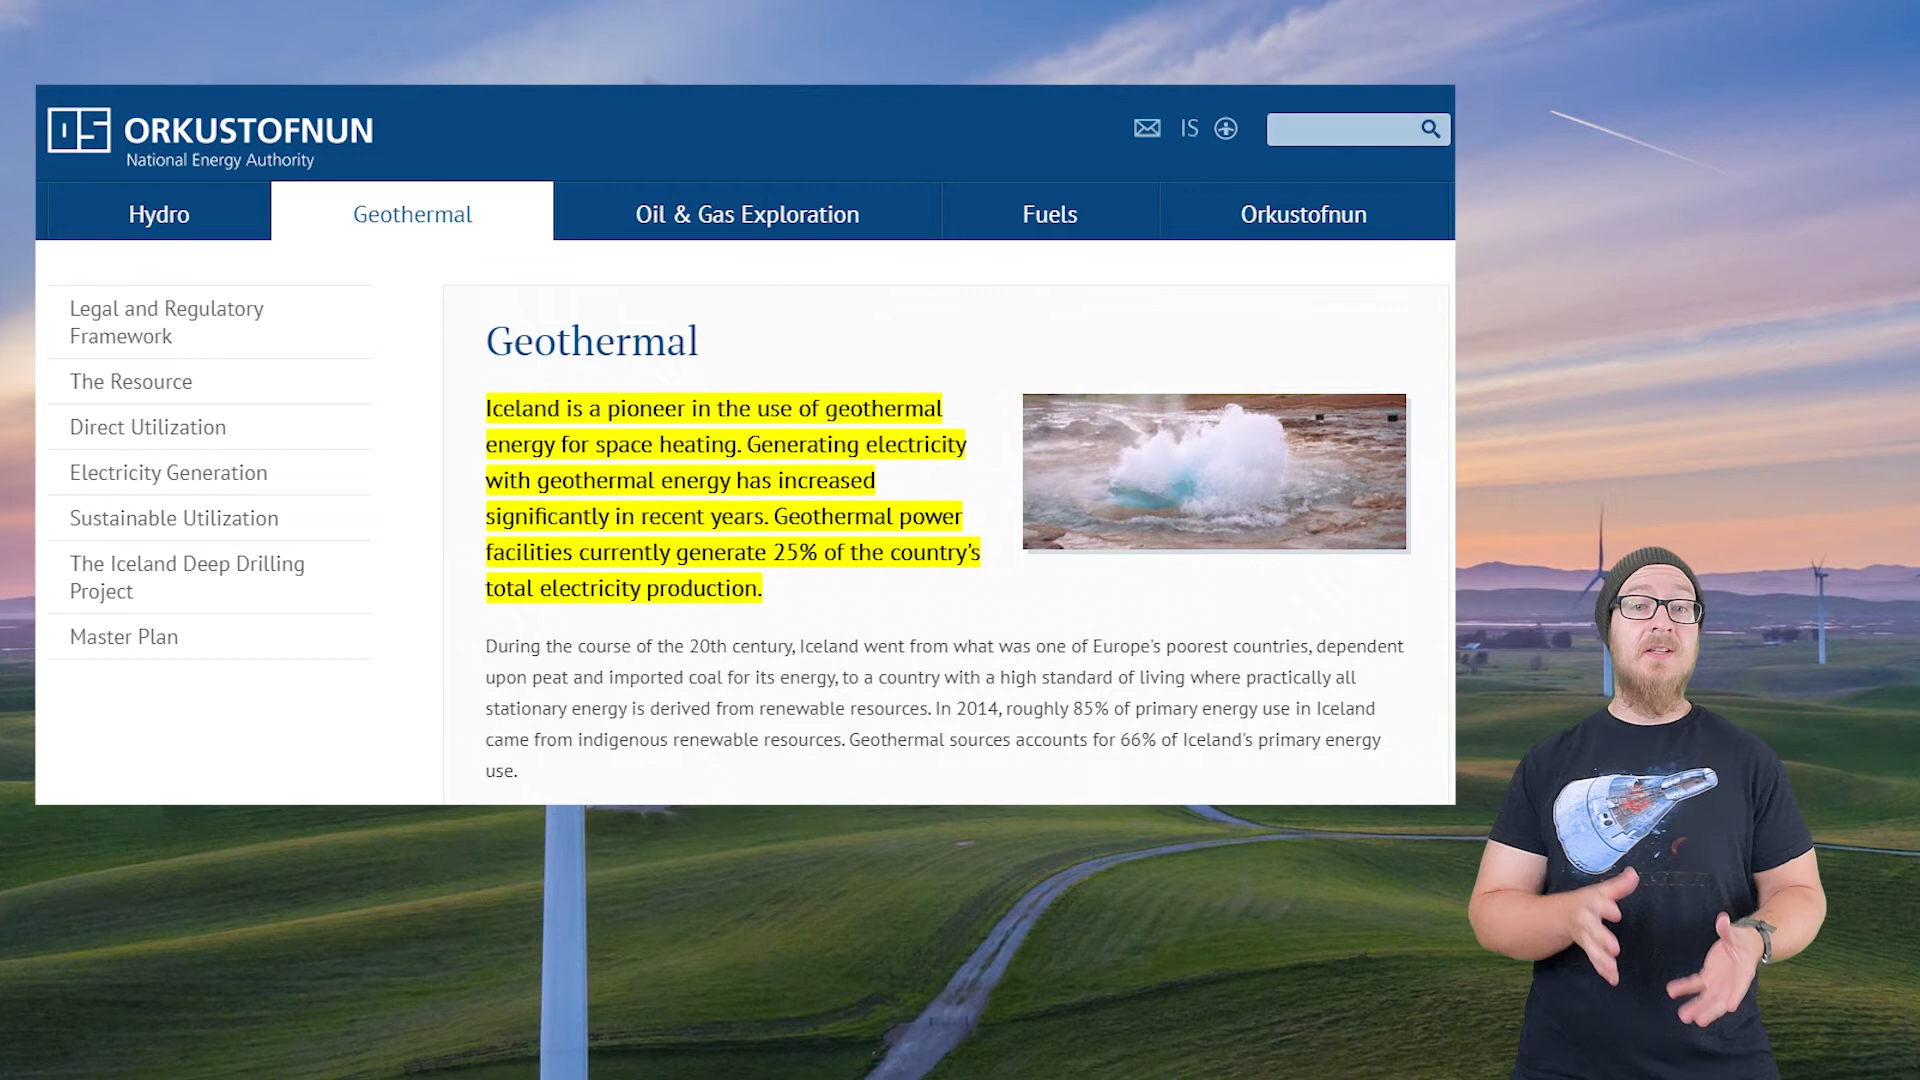 OS ORKUSTOFNUN
National Energy Authority
IS
Hydro
Geothermal
Oil & Gas Exploration
Fuels
Orkustofnun
Legal and Regulatory
Framework
The Resource
Direct Utilization
Electricity Generation
Sustainable Utilization
The Iceland Deep Drilling
Project
Master Plan
Geothermal
Iceland is a pioneer in the use of geothermal
energy for space heating. Generating electricity
with geothermal energy has increased
significantly in recent years. Geothermal power
facilities currently generate 25% of the country's
total electricity production.
During the course of the 20th century, Iceland went from what was one of Europe's poorest countries, dependent
upon peat and imported coal for its energy, to a country with a high standard of living where practically all
stationary energy is derived from renewable resources. In 2014, roughly 85% of primary energy use in Iceland
came from indigenous renewable resources. Geothermal sources accounts for 66% of Iceland's primary energy
use.